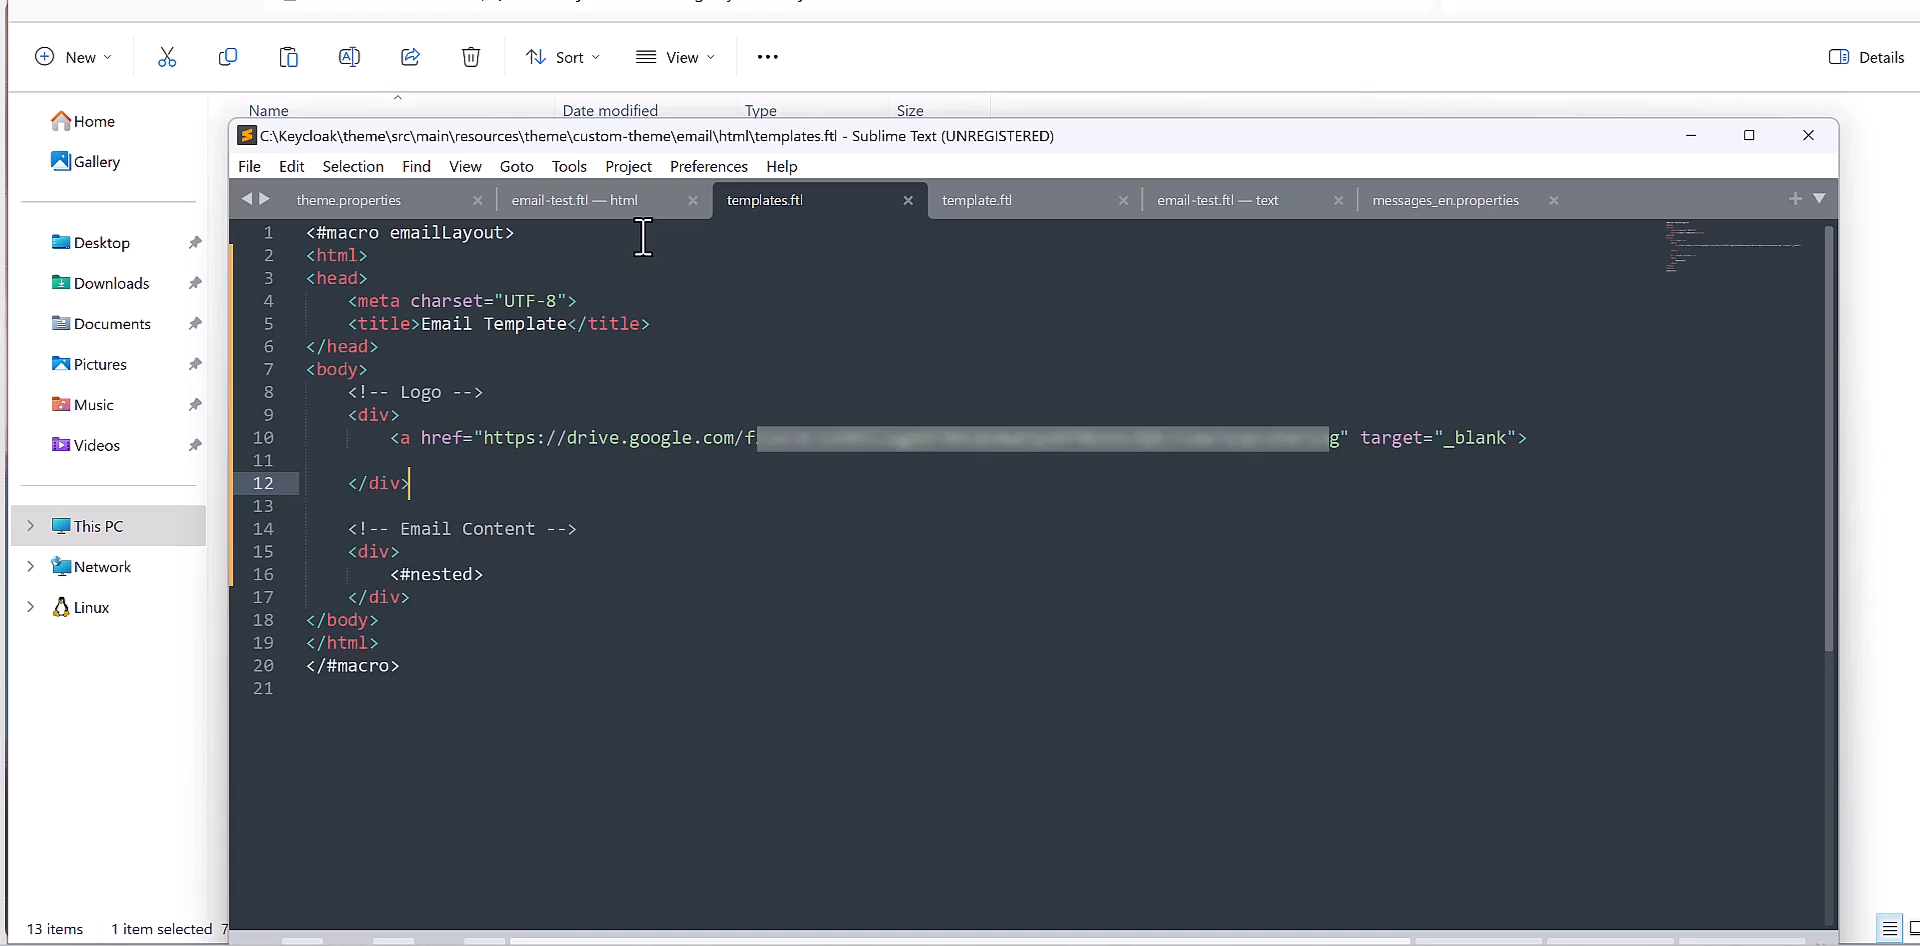 New
Sort
View
Details
Name
Date modified
Type
Size
Home
Gallery
Desktop
Downloads
Documents
Pictures
Music
Videos
This PC
Network
Linux
13 items
1 item selected 7
C:\Keycloak\theme\src\main\resources\theme\custom-theme\email\html\templates.ftl - Sublime Text (UNREGISTERED)
File Edit Selection Find View Goto Tools Project Preferences Help
theme.properties
email-test.ftl — html
templates.ftl
template.ftl
email-test.ftl — text
messages_en.properties
1 <#macro emailLayout>
2 <html>
3 <head>
4 <meta charset="UTF-8">
5 <title>Email Template</title>
6 </head>
7 <body>
8 <!-- Logo -->
9 <div>
10 <a href="https://drive.google.com/f g" target="_blank">
11
12 </div>
13
14 <!-- Email Content -->
15 <div>
16 <#nested>
17 </div>
18 </body>
19 </html>
20 </#macro>
21